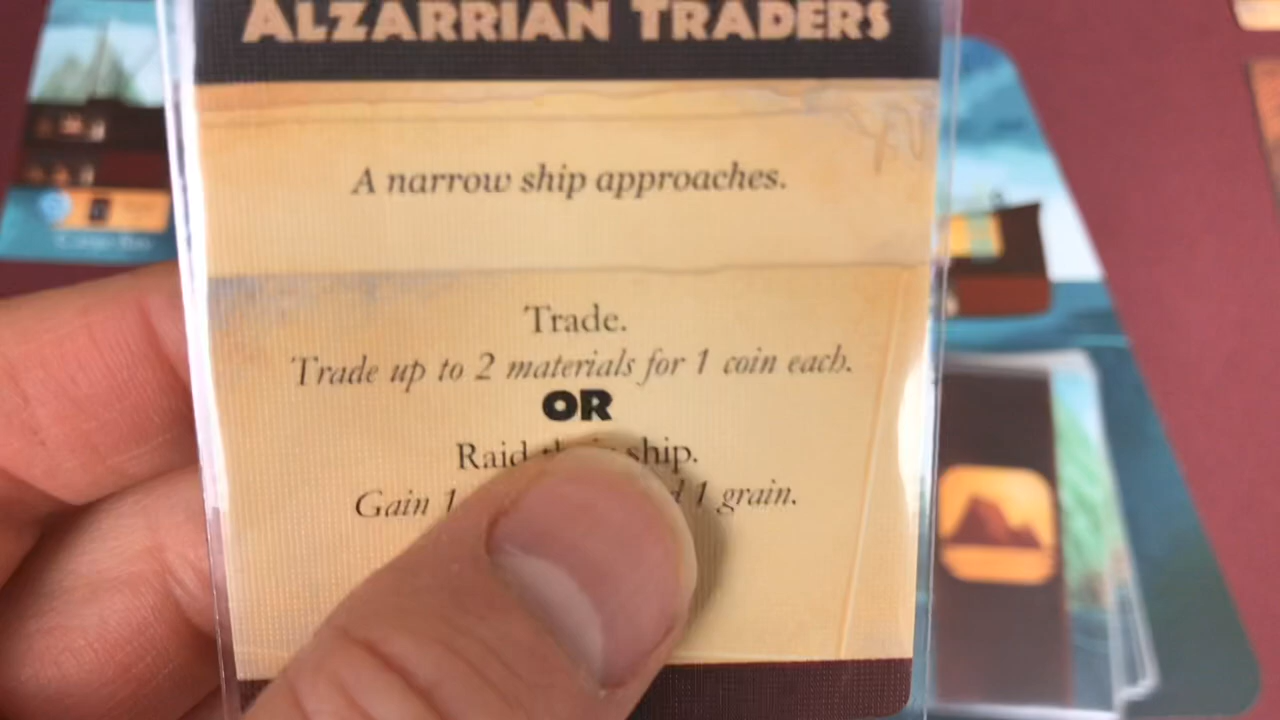 ALZARRIAN TRADERS
A narrow ship approaches.
Trade.
Trade up to 2 materials for 1 coin each.
OR
Raid ship.
Gain 1 1 grain.